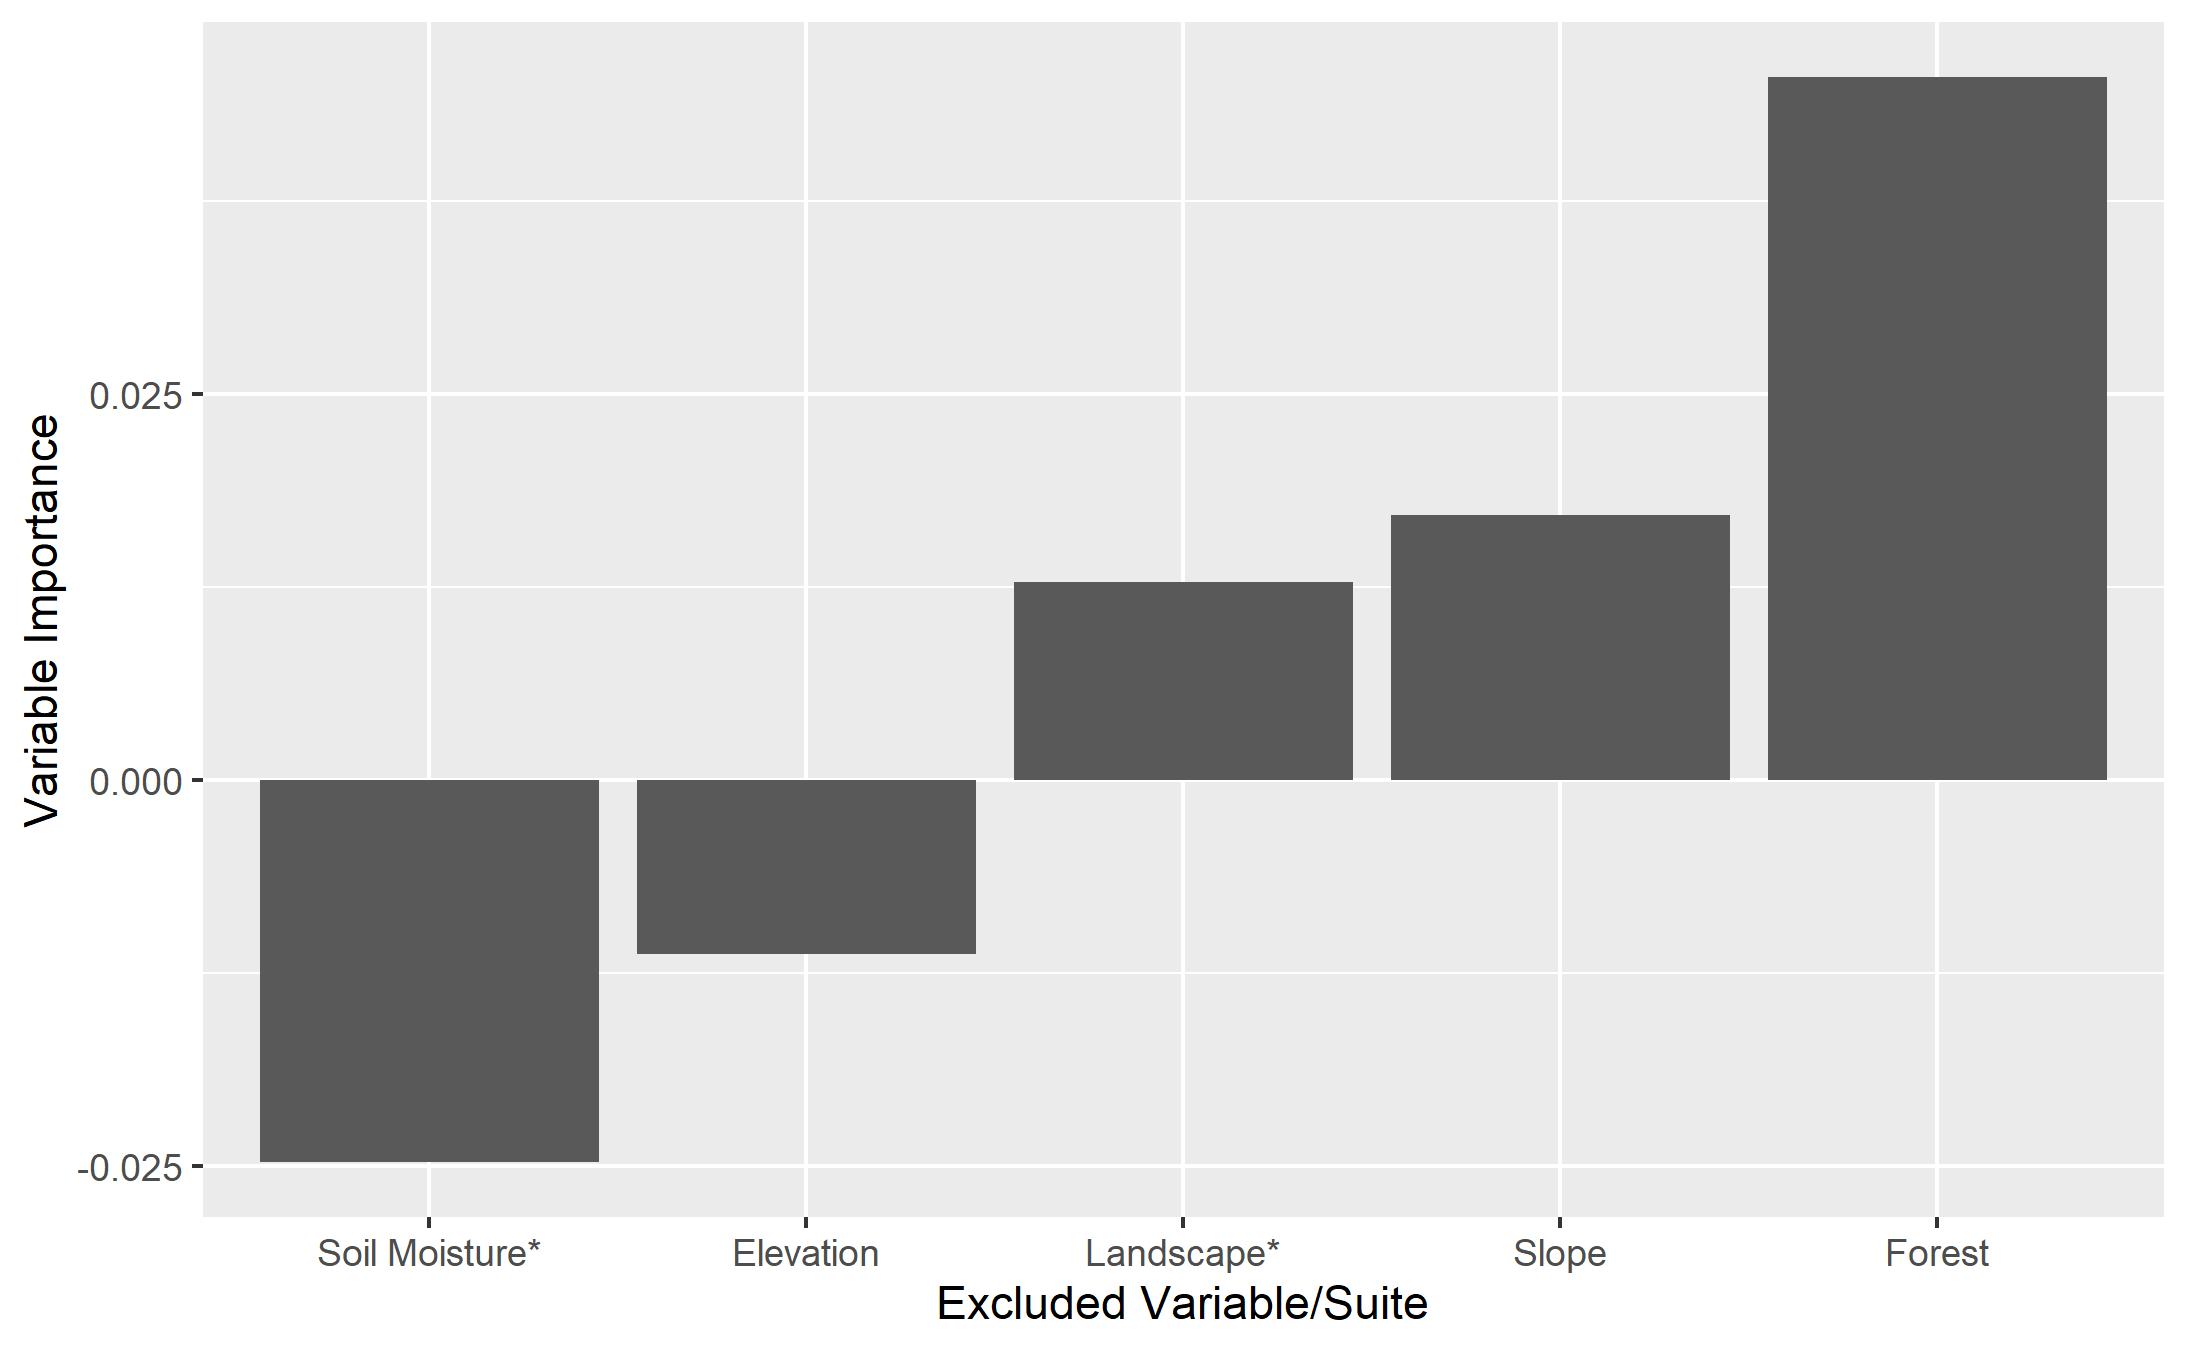 Variable Importance
0.025
0.000
-0.025
Soil Moisture* Elevation Landscape* Slope Forest
Excluded Variable/Suite